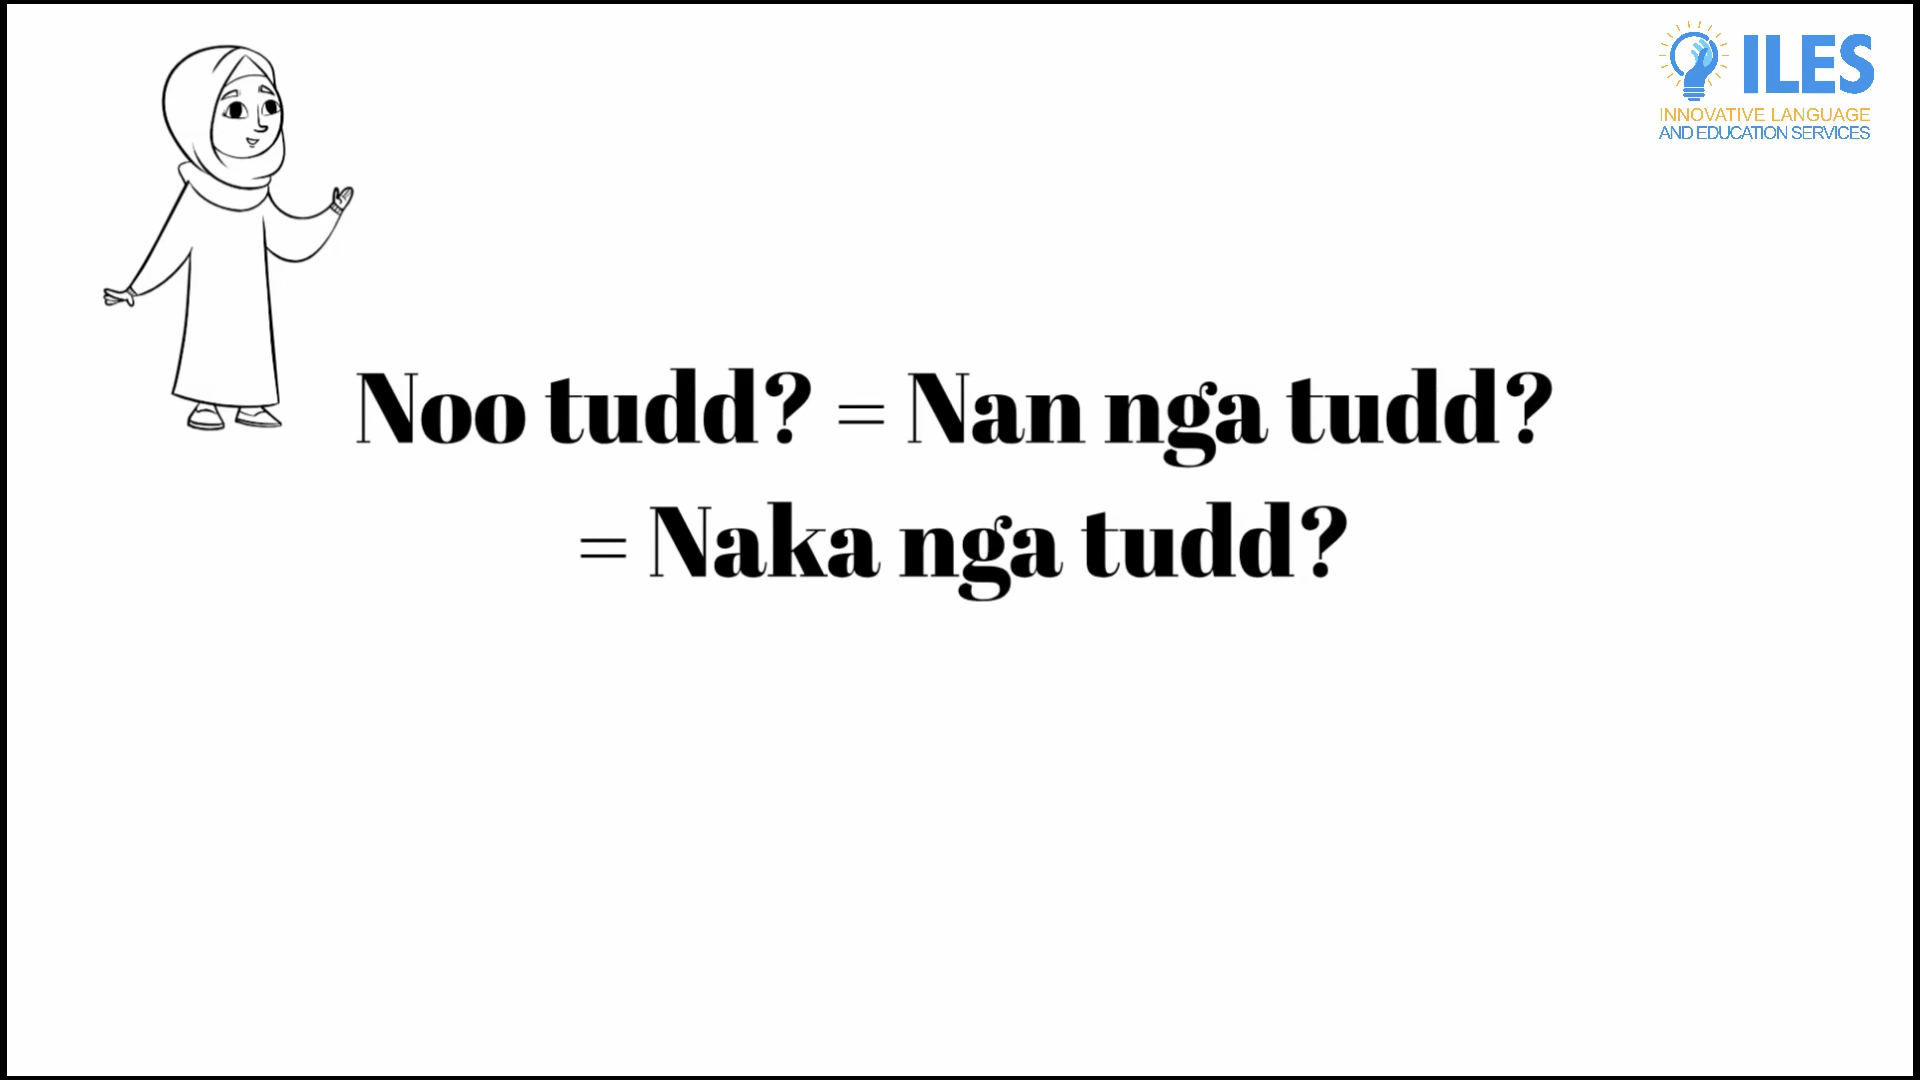 ILES
INNOVATIVE LANGUAGE
AND EDUCATION SERVICES
Noo tudd? = Nan nga tudd?
= Naka nga tudd?